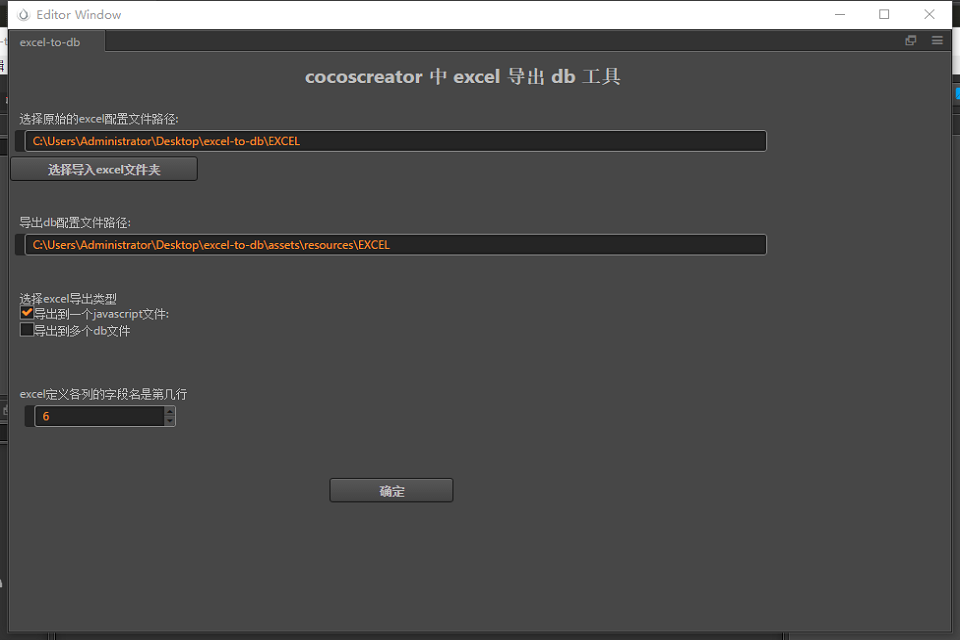 Editor Window
excel-to-db
cocoscreator 中 excel 导出 db 工具
选择原始的excel配置文件路径:
C:\Users\Administrator\Desktop\excel-to-db\EXCEL
选择导入excel文件夹
导出db配置文件路径:
C:\Users\Administrator\Desktop\excel-to-db\assets\resources\EXCEL
选择excel导出类型
导出到一个javascript文件:
导出到多个db文件
excel定义各列的字段名是第几行
6
确定